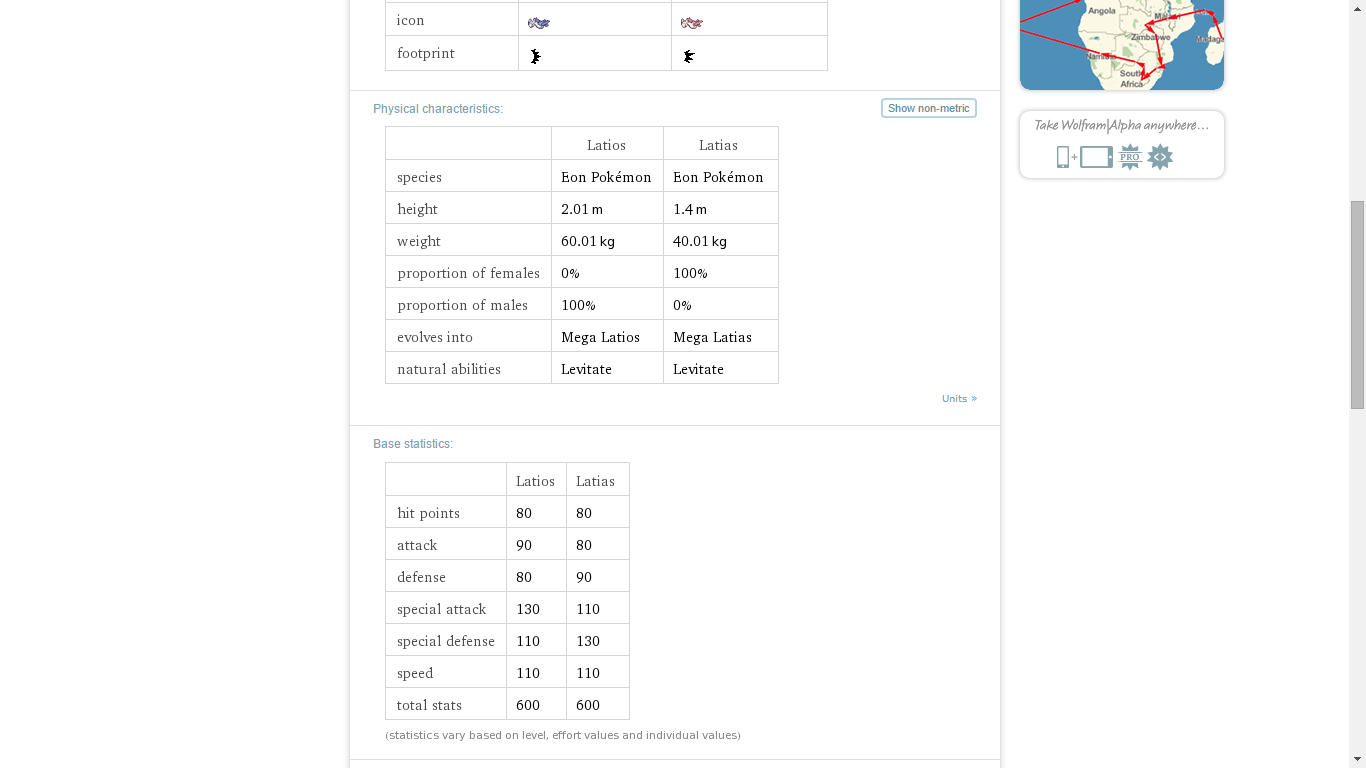 icon
footprint
Physical characteristics:
Show non-metric
Latios Latias
species Eon Pokémon Eon Pokémon
height 2.01 m 1.4 m
weight 60.01 kg 40.01 kg
proportion of females 0% 100%
proportion of males 100% 0%
evolves into Mega Latios Mega Latias
natural abilities Levitate Levitate
Units »
Base statistics:
Latios Latias
hit points 80 80
attack 90 80
defense 80 90
special attack 130 110
special defense 110 130
speed 110 110
total stats 600 600
(statistics vary based on level, effort values and individual values)
Angola
Zimbabwe
South
Africa
Take Wolfram|Alpha anywhere...
+ PRO